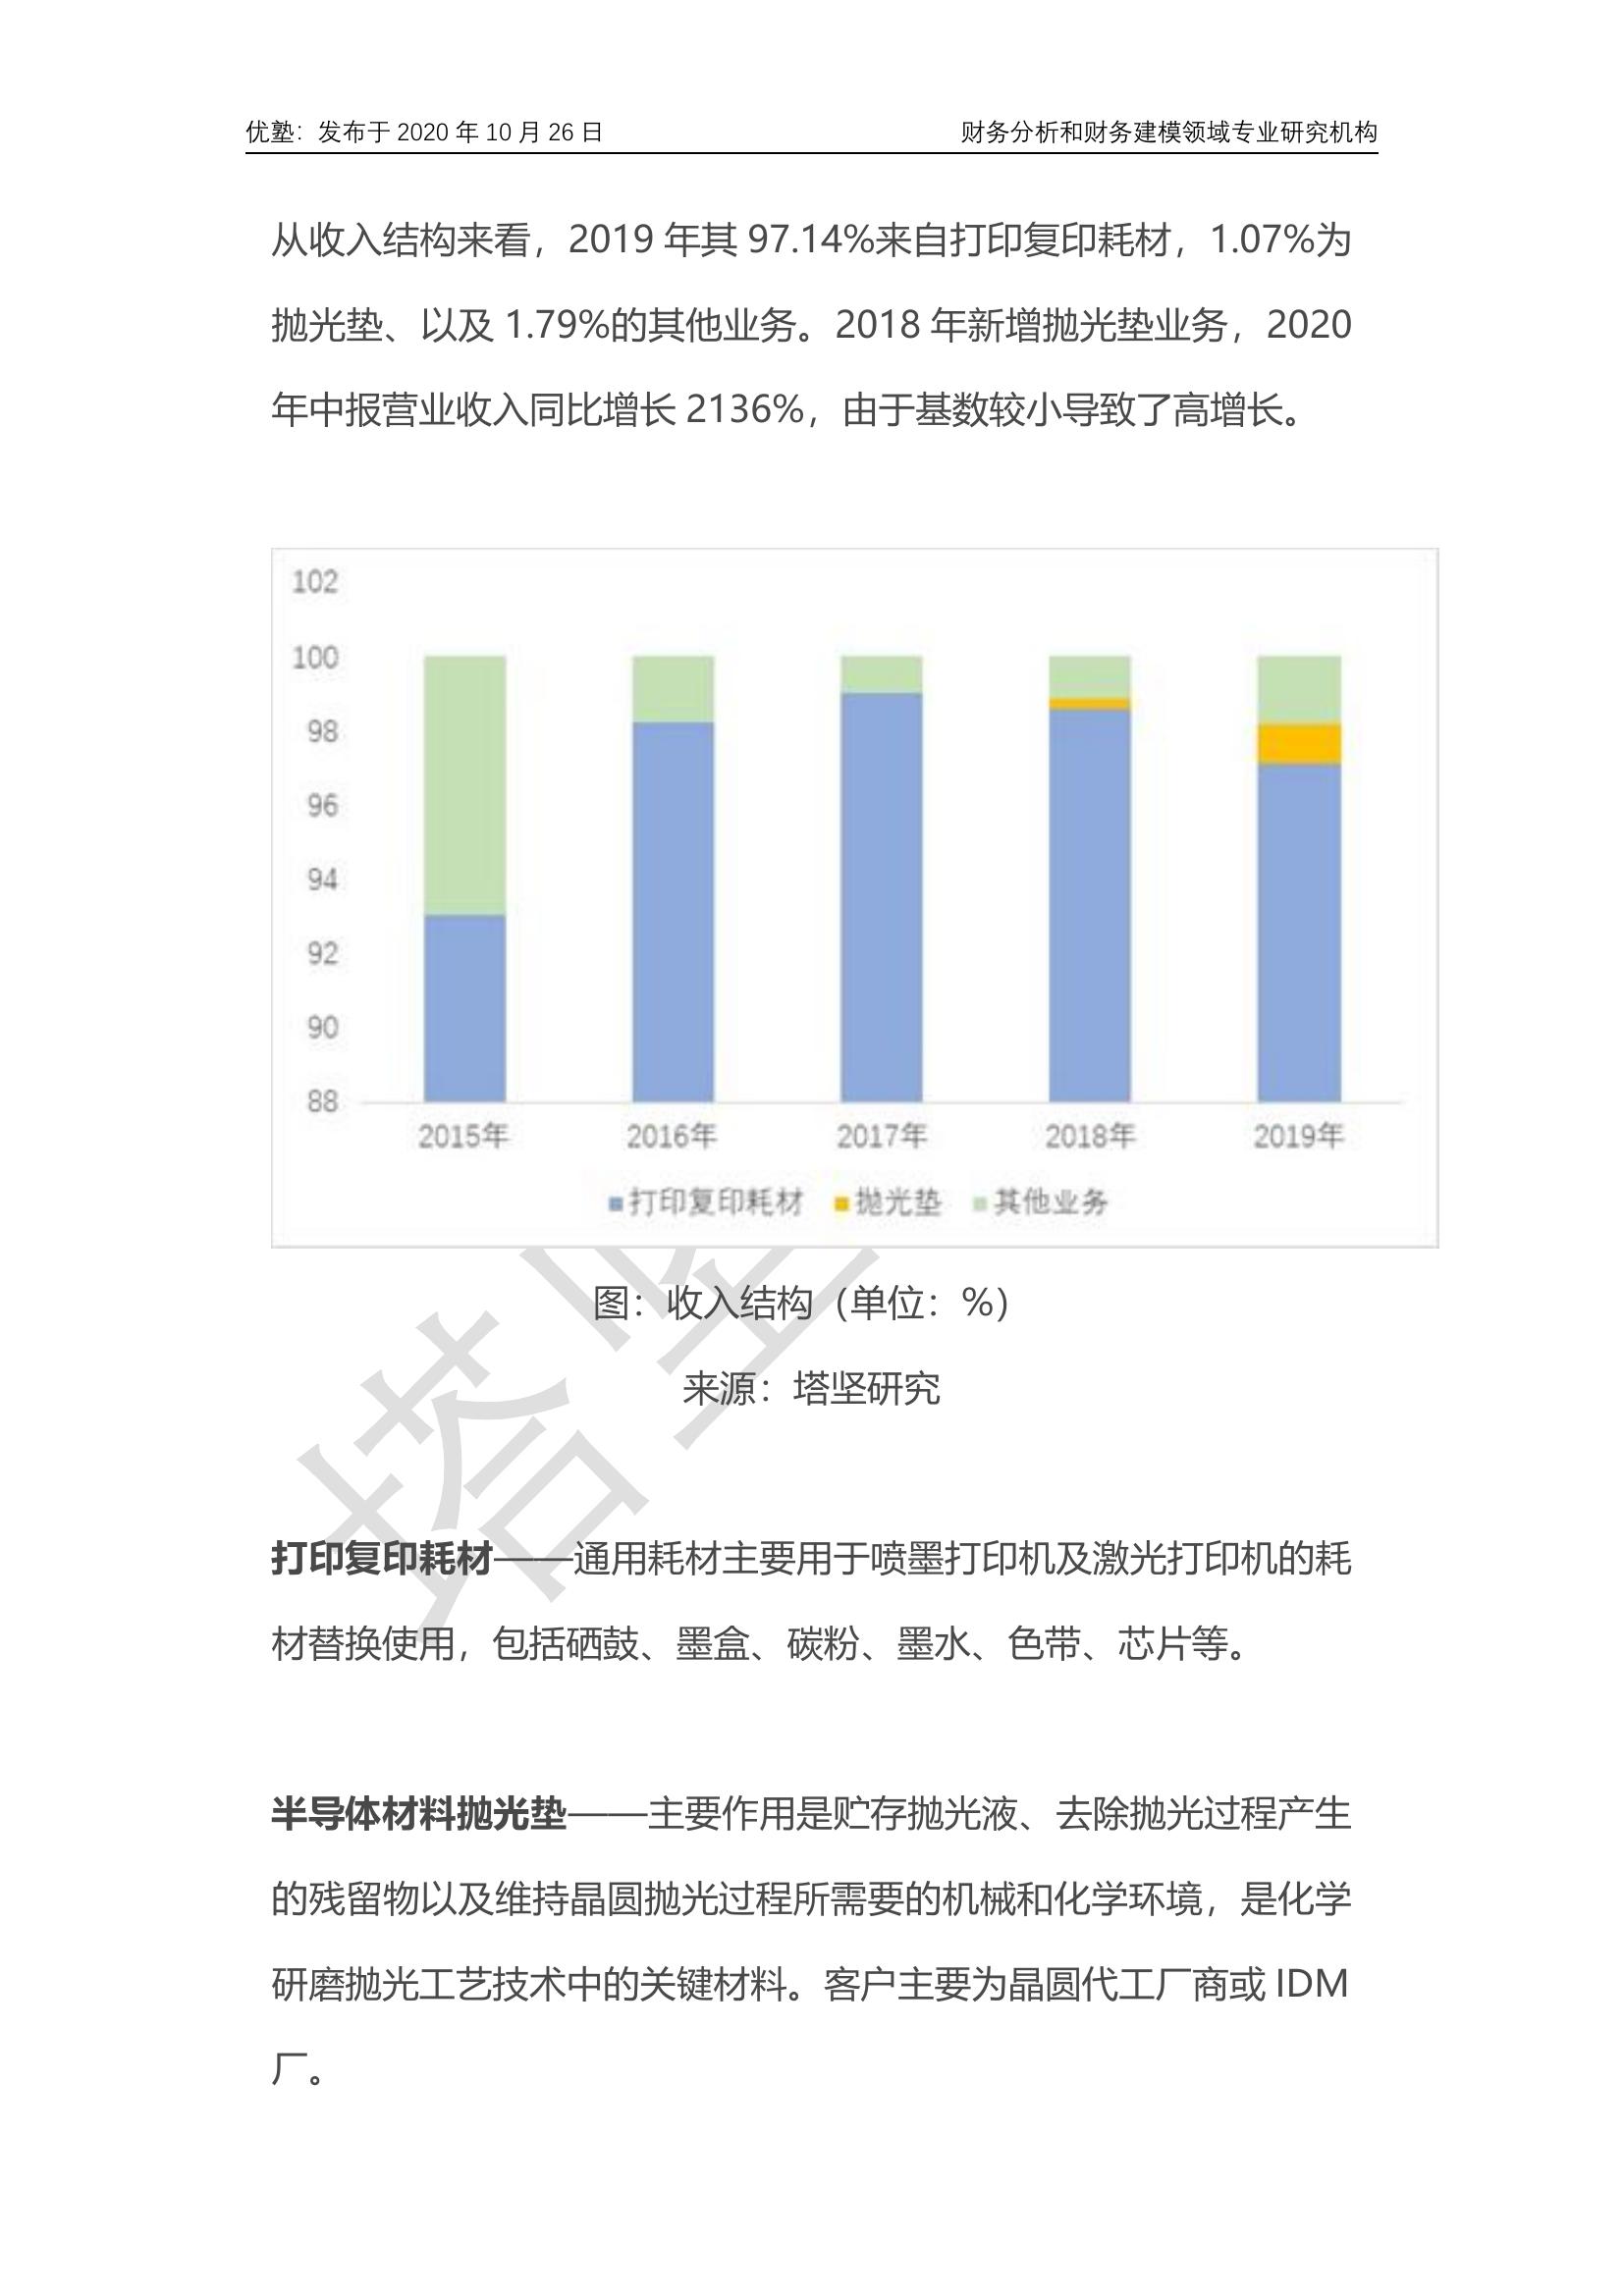 优塾：发布于 2020 年 10 月 26 日
财务分析和财务建模领域专业研究机构
从收入结构来看，2019 年其 97.14%来自打印复印耗材，1.07%为
抛光垫、以及 1.79%的其他业务。2018 年新增抛光垫业务，2020
年中报营业收入同比增长 2136%，由于基数较小导致了高增长。
102
100
98
96
94
92
90
88
2015年 2016年 2017年 2018年 2019年
打印复印耗材 抛光垫 其他业务
图：收入结构（单位：%）
来源：塔坚研究
打印复印耗材——通用耗材主要用于喷墨打印机及激光打印机的耗
材替换使用，包括硒鼓、墨盒、碳粉、墨水、色带、芯片等。
半导体材料抛光垫——主要作用是贮存抛光液、去除抛光过程产生
的残留物以及维持晶圆抛光过程所需要的机械和化学环境，是化学
研磨抛光工艺技术中的关键材料。客户主要为晶圆代工厂商或 IDM
厂。
塔坚